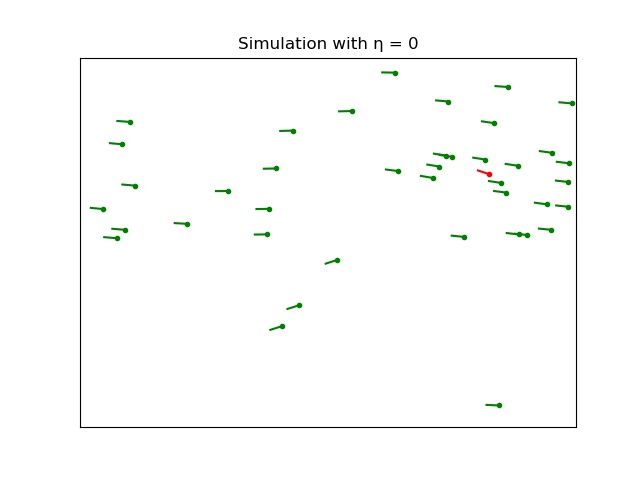 Simulation with η = 0